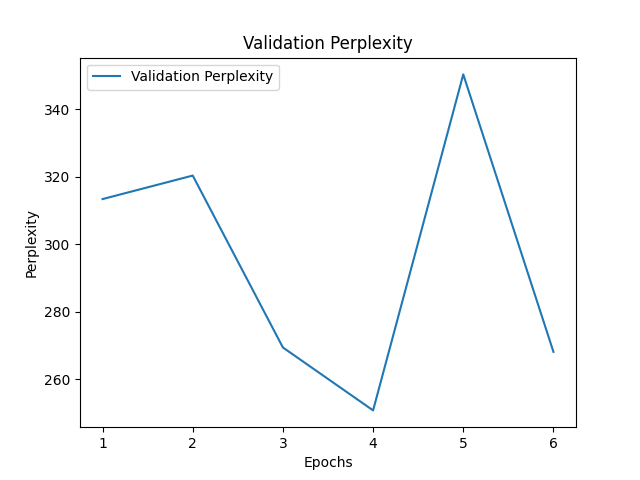 Validation Perplexity
Validation Perplexity
340
320
300
280
260
Perplexity
1 2 3 4 5 6
Epochs